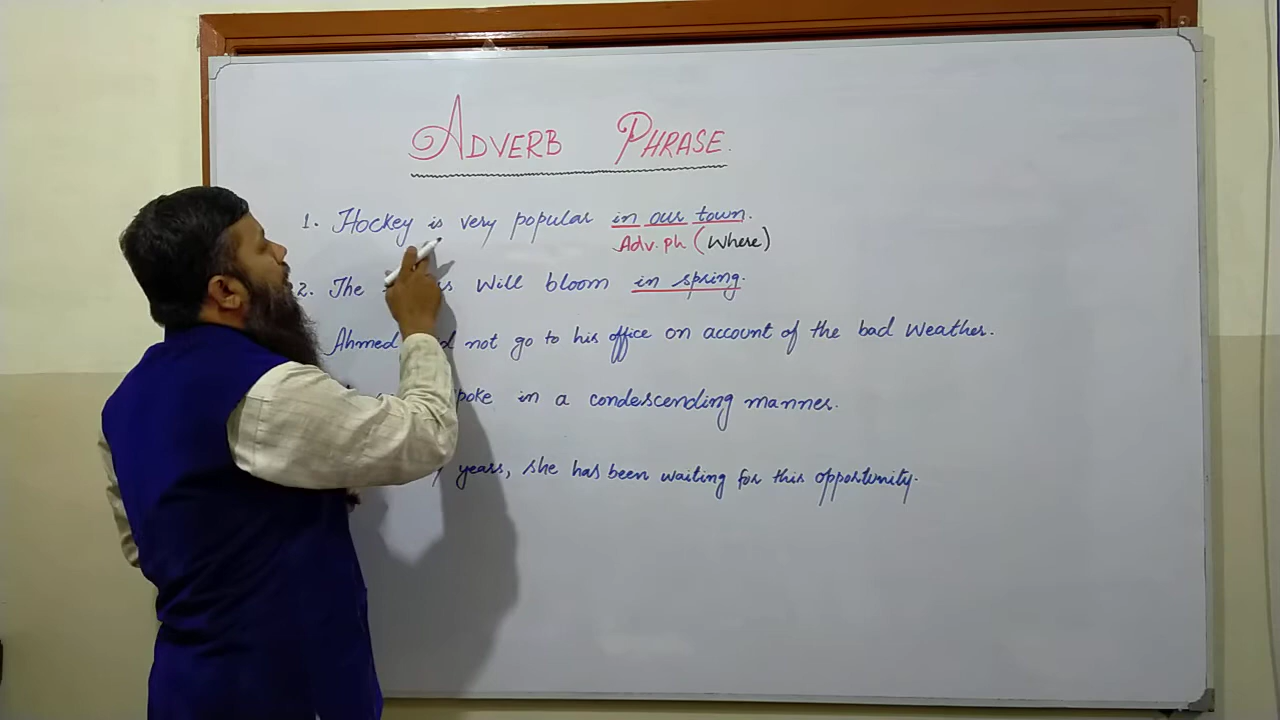 ADVERB PHRASE.
1. Hockey is very popular in our town.
Adv. ph (Where)
2. The will bloom in spring.
Ahmed not go to his office on account of the bad weather.
in a condescending manner.
years, she has been waiting for this opportunity.